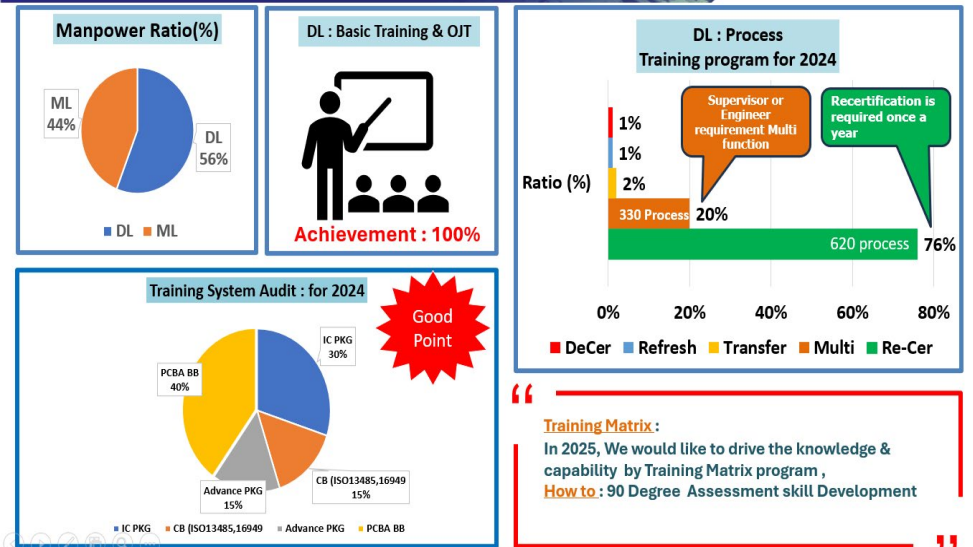 Manpower Ratio(%)
ML
44%
DL
56%
DL ML
DL : Basic Training & OJT
Achievement : 100%
DL : Process
Training program for 2024
Supervisor or
Engineer
requirement Multi
function
Recertification is
required once a
year
Ratio (%)
1%
1%
2%
330 Process 20%
620 process 76%
0% 20% 40% 60% 80%
DeCer Refresh Transfer Multi Re-Cer
Training System Audit : for 2024
Good
Point
IC PKG
30%
PCBA BB
40%
CB (ISO13485,16949
15%
Advance PKG
15%
IC PKG CB (ISO13485,16949 Advance PKG PCBA BB
“
Training Matrix :
In 2025, We would like to drive the knowledge &
capability by Training Matrix program ,
How to : 90 Degree Assessment skill Development
”